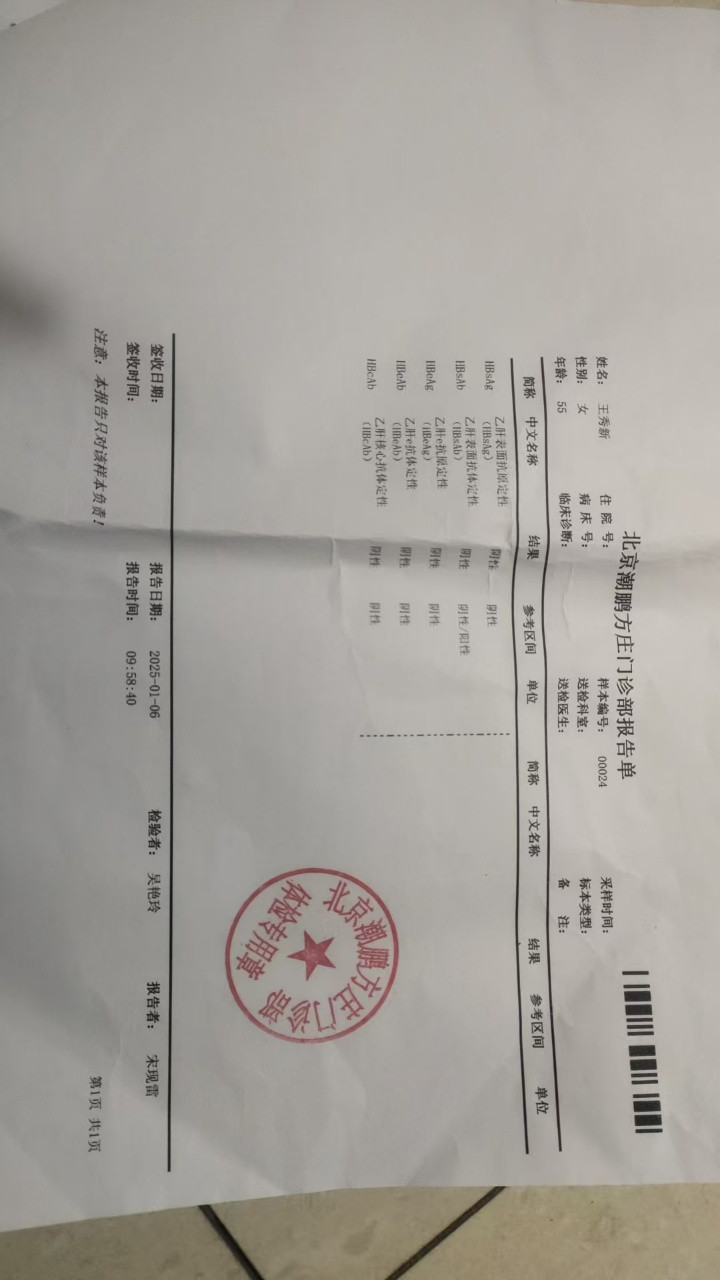 北京潮鹏方庄门诊部报告单
姓名： 王秀新 住 院 号： 样本编号： 00024 采样时间：
性别： 女 病 床 号： 送检科室： 标本类型：
年龄： 55 临床诊断： 送检医生： 备 注：
简称 中文名称 结果 参考区间 单位 简称 中文名称 结果 参考区间 单位
HBsAg 乙肝表面抗原定性 阴性 阴性
(HBsAg)
HBsAb 乙肝表面抗体定性 阴性 阴性/阳性
(HBsAb)
HBeAg 乙肝e抗原定性 阴性 阴性
(HBeAg)
HBeAb 乙肝e抗体定性 阴性 阴性
(HBeAb)
HBcAb 乙肝核心抗体定性 阴性 阴性
(HBcAb)
北京潮鹏方庄门诊部
体检专用章
签收日期： 报告日期： 2025-01-06 检验者： 吴艳玲 报告者： 宋现雷
签收时间： 报告时间： 09:58:40
注意：本报告只对该样本负责！ 第1页 共1页